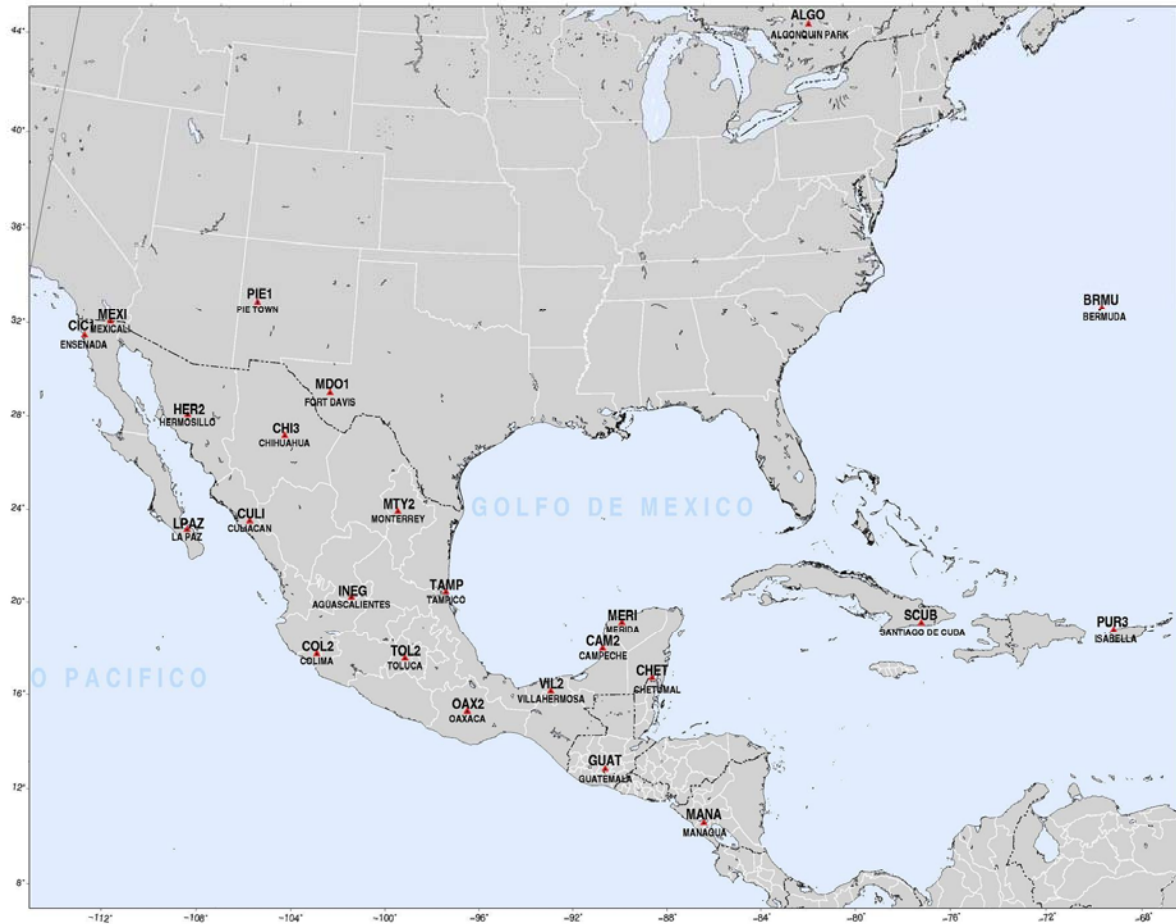 44°
ALGO
ALGONQUIN PARK
40°
36°
PIE1
PIE TOWN
BRMU
BERMUDA
32°
MEXI
MEXICALI
CIC1
ENSENADA
MDO1
FORT DAVIS
28°
HER2
HERMOSILLO
CHI3
CHIHUAHUA
24°
GOLFO DE MEXICO
MTY2
MONTERREY
CULI
CULIACAN
LPAZ
LA PAZ
20°
INEG
AGUASCALIENTES
TAMP
TAMPICO
MERI
MERIDA
SCUB
SANTIAGO DE CUBA
PUR3
ISABELLA
COL2
COLIMA
TOL2
TOLUCA
CAM2
CAMPECHE
CHET
CHETUMAL
O PACIFICO
16°
VIL2
VILLAHERMOSA
OAX2
OAXACA
GUAT
GUATEMALA
12°
MANA
MANAGUA
8°
-112 -108 -104 -100 -96 -92 -88 -84 -80 -76 -72 -68